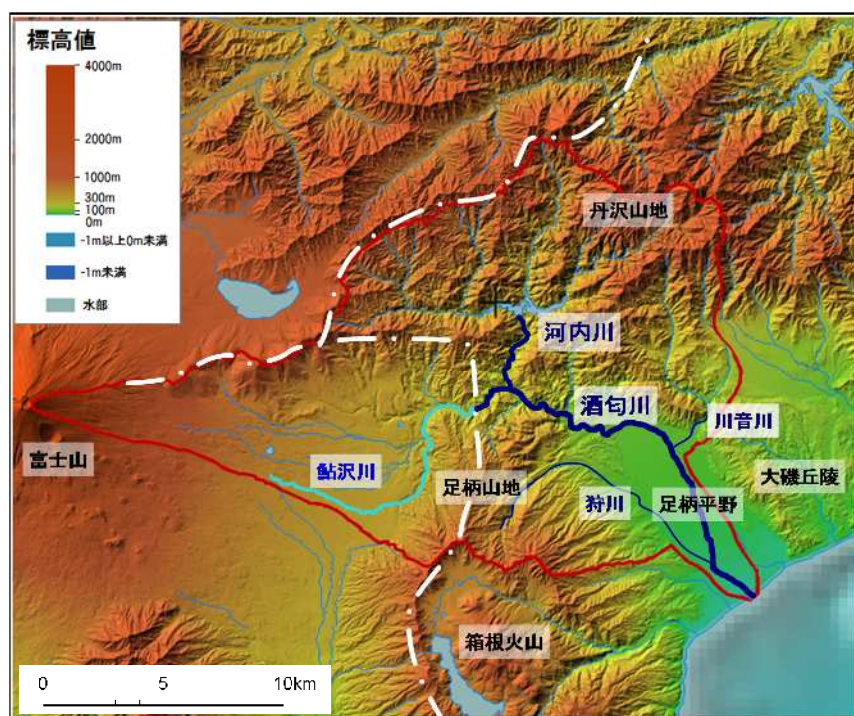 標高値
4000m
2000m
1000m
300m
100m
0m
-1m以上0m未満
-1m未満
水部
丹沢山地
河内川
酒匂川
川音川
富士山
鮎沢川
足柄山地
狩川
足柄平野
大磯丘陵
箱根火山
0 5 10km